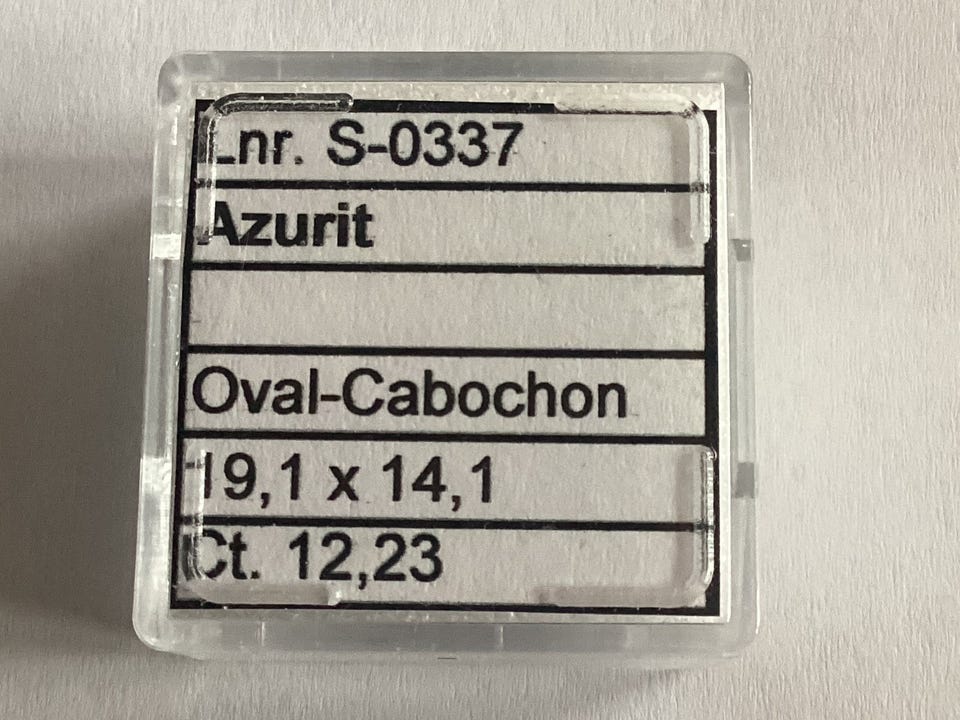 Lnr. S-0337
Azurit
Oval-Cabochon
19,1 x 14,1
Ct. 12,23